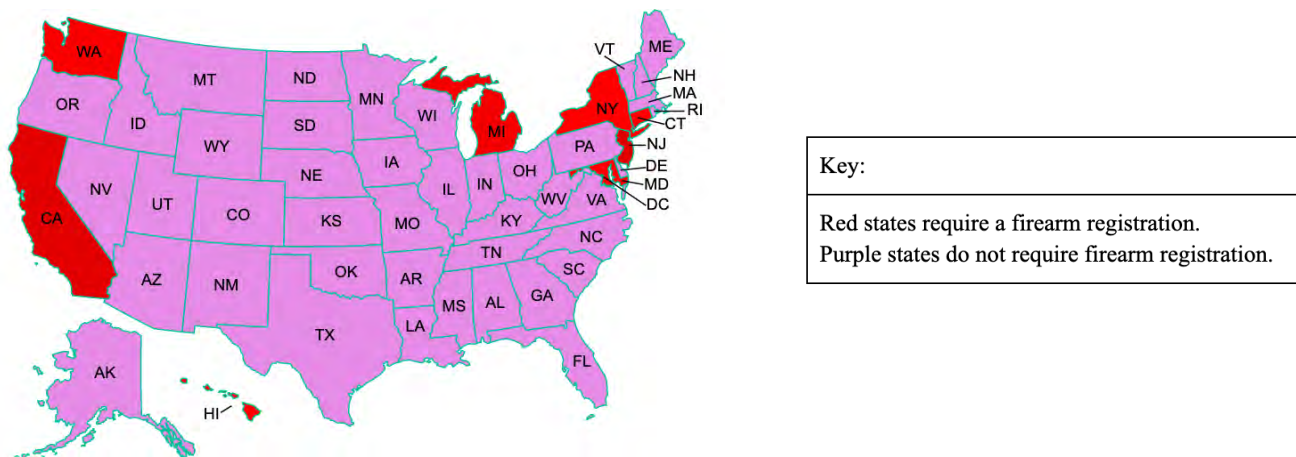 WA
MT
ND
MN
ME
VT
NH
MA
RI
CT
NY
NJ
OR
ID
SD
WI
MI
PA
DE
MD
DC
WY
IA
NE
IL
IN
OH
WV
VA
NV
UT
CO
KS
MO
KY
NC
CA
TN
SC
AZ
NM
OK
AR
MS
AL
GA
TX
LA
FL
AK
HI
Key:
Red states require a firearm registration.
Purple states do not require firearm registration.